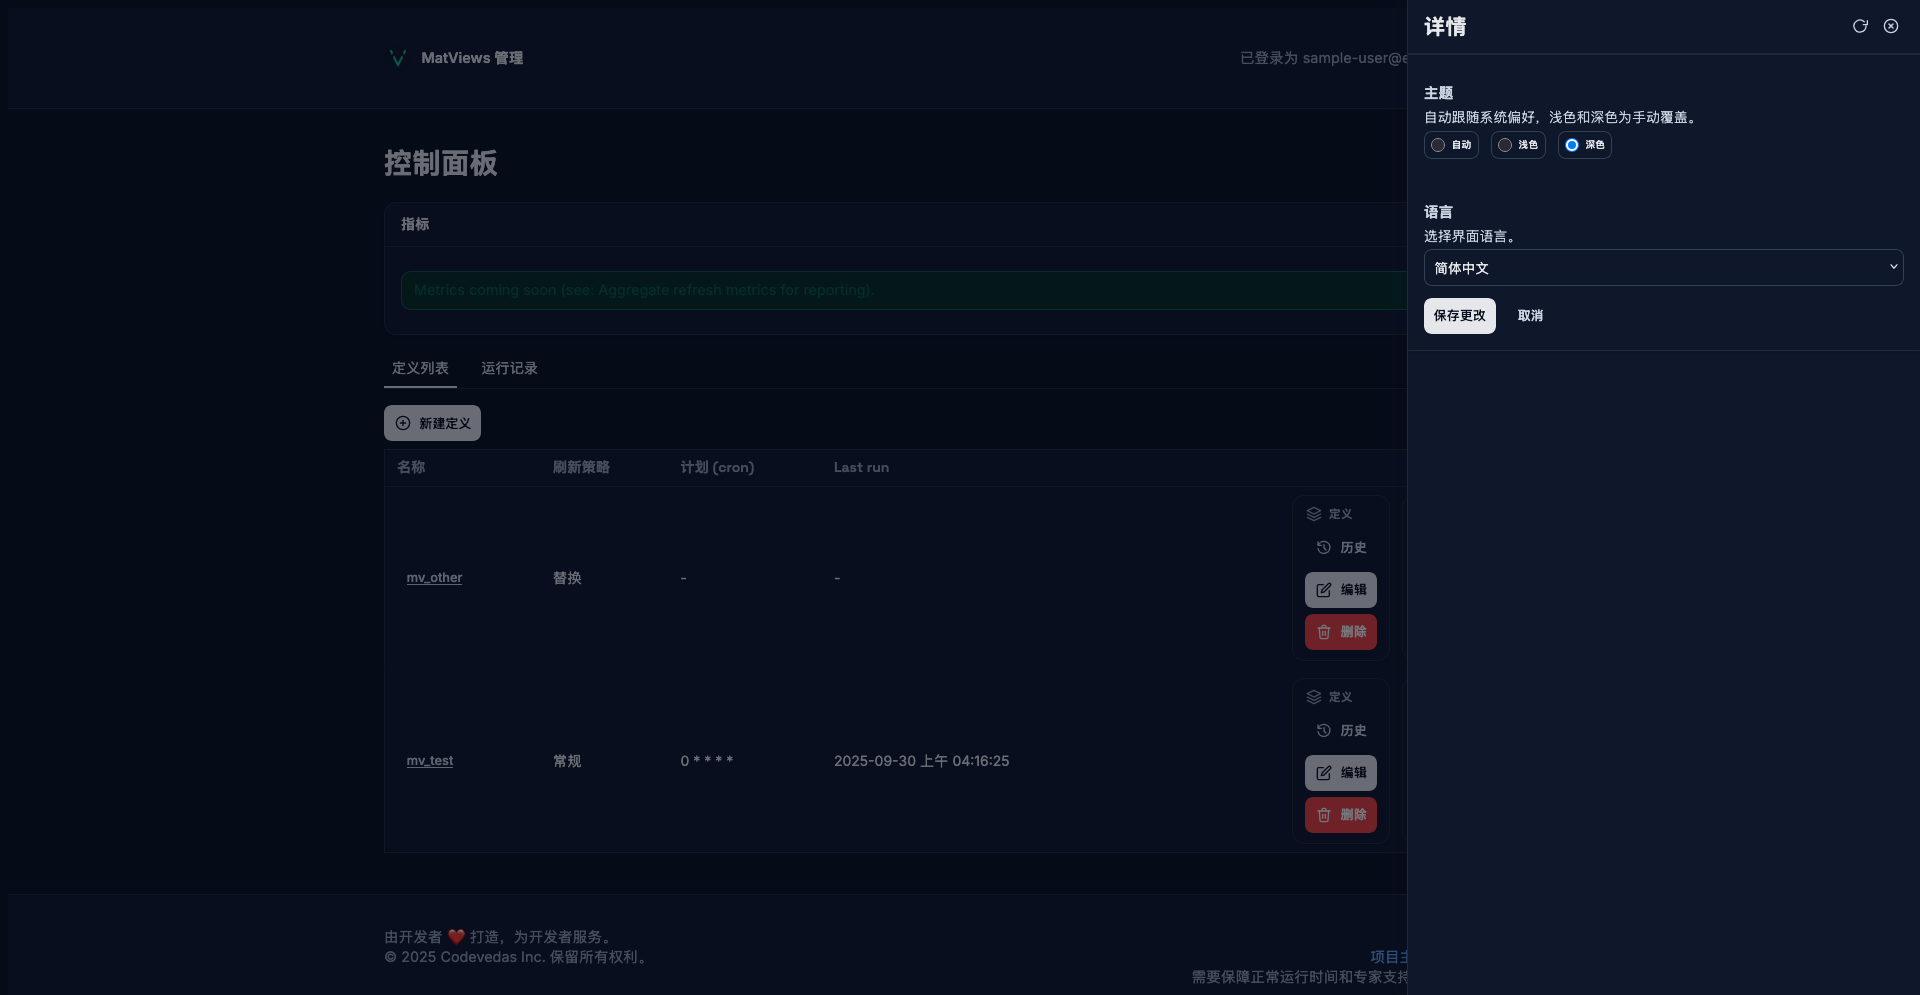 MatViews 管理
已登录为 sample-user@e
控制面板
指标
Metrics coming soon (see: Aggregate refresh metrics for reporting).
定义列表 运行记录
新建定义
名称 刷新策略 计划 (cron) Last run
定义
历史
mv_other 替换 - -
编辑
删除
定义
历史
mv_test 常规 0 * * * * 2025-09-30 上午 04:16:25
编辑
删除
由开发者 ❤️ 打造，为开发者服务。
© 2025 Codevedas Inc. 保留所有权利。
项目主
需要保障正常运行时间和专家支持
详情
主题
自动跟随系统偏好，浅色和深色为手动覆盖。
自动 浅色 深色
语言
选择界面语言。
简体中文
保存更改 取消